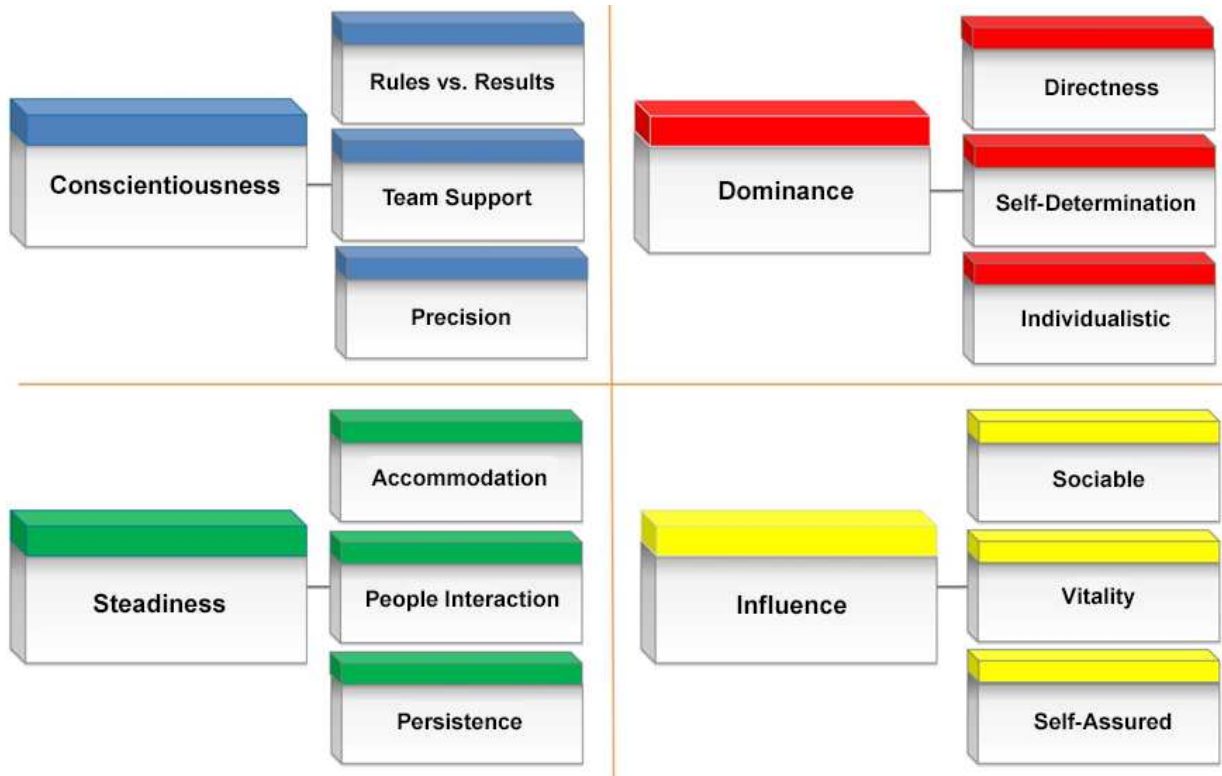 Conscientiousness
Rules vs. Results
Team Support
Precision
Dominance
Directness
Self-Determination
Individualistic
Steadiness
Accommodation
People Interaction
Persistence
Influence
Sociable
Vitality
Self-Assured